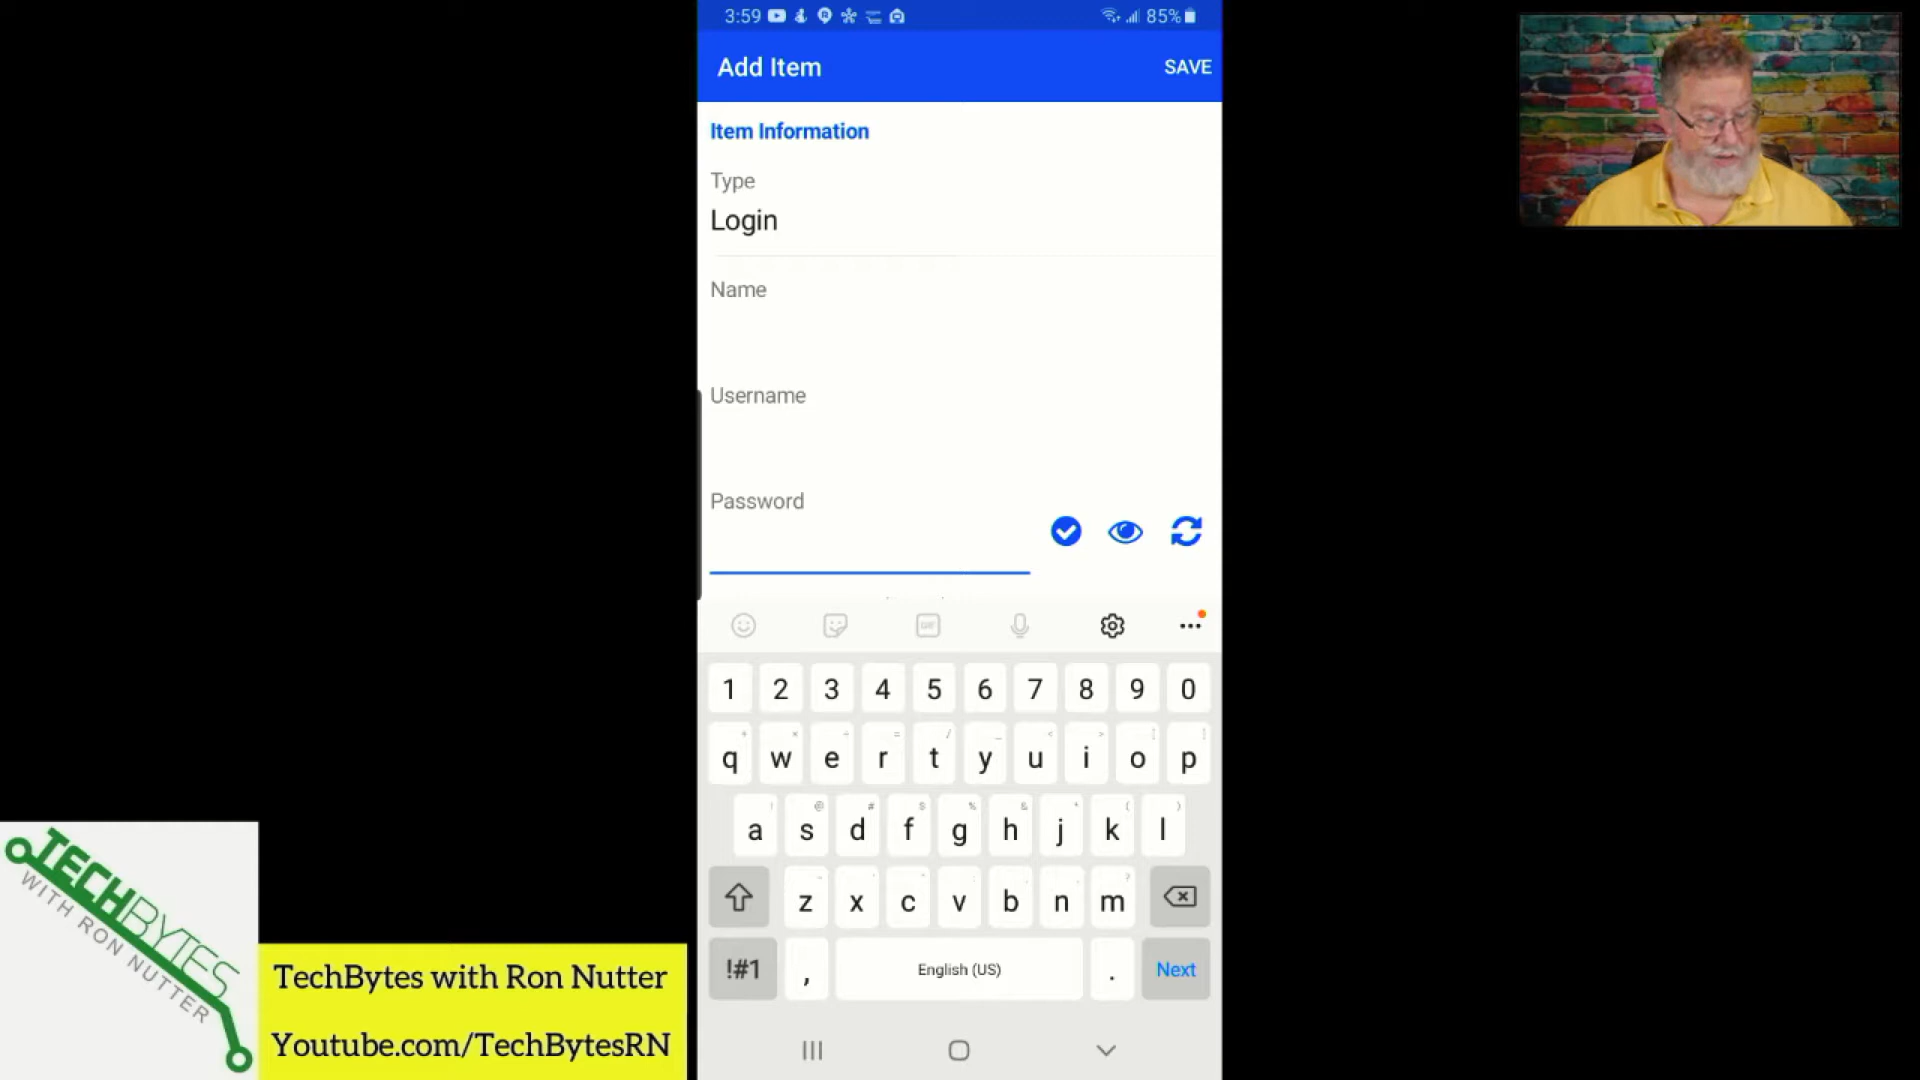 3:59
85%
Add Item
SAVE
Item Information
Type
Login
Name
Username
Password
GIF
1 2 3 4 5 6 7 8 9 0
q w e r t y u i o p
a s d f g h j k l
z x c v b n m
!#1 , English (US) . Next
TECHBYTES
WITH RON NUTTER
TechBytes with Ron Nutter
Youtube.com/TechBytesRN